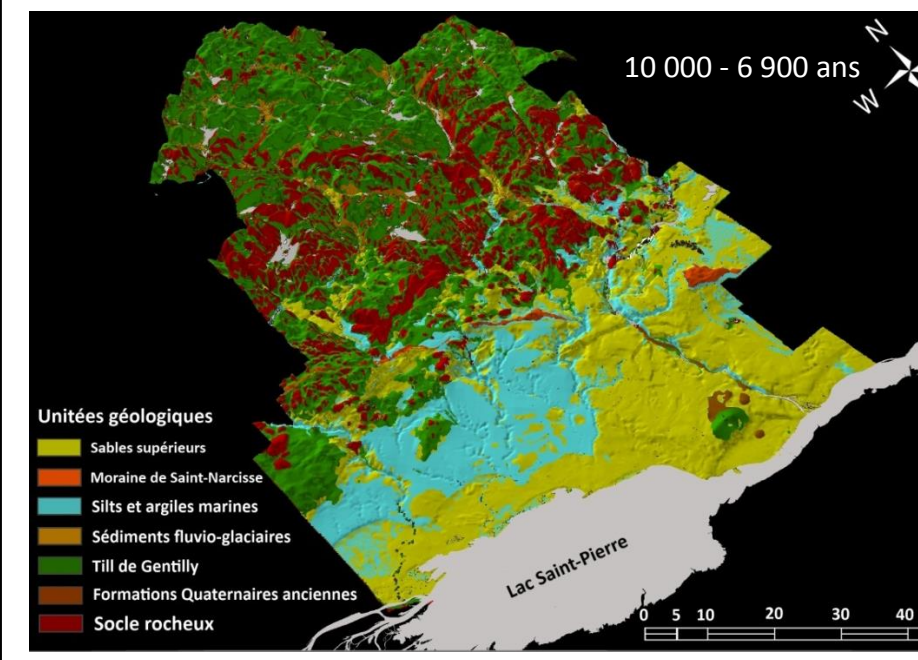 10 000 - 6 900 ans
N
W
Unitées géologiques
Sables supérieurs
Moraine de Saint-Narcisse
Silts et argiles marines
Sédiments fluvio-glaciaires
Till de Gentilly
Formations Quaternaires anciennes
Socle rocheux
Lac Saint-Pierre
0 5 10 20 30 40